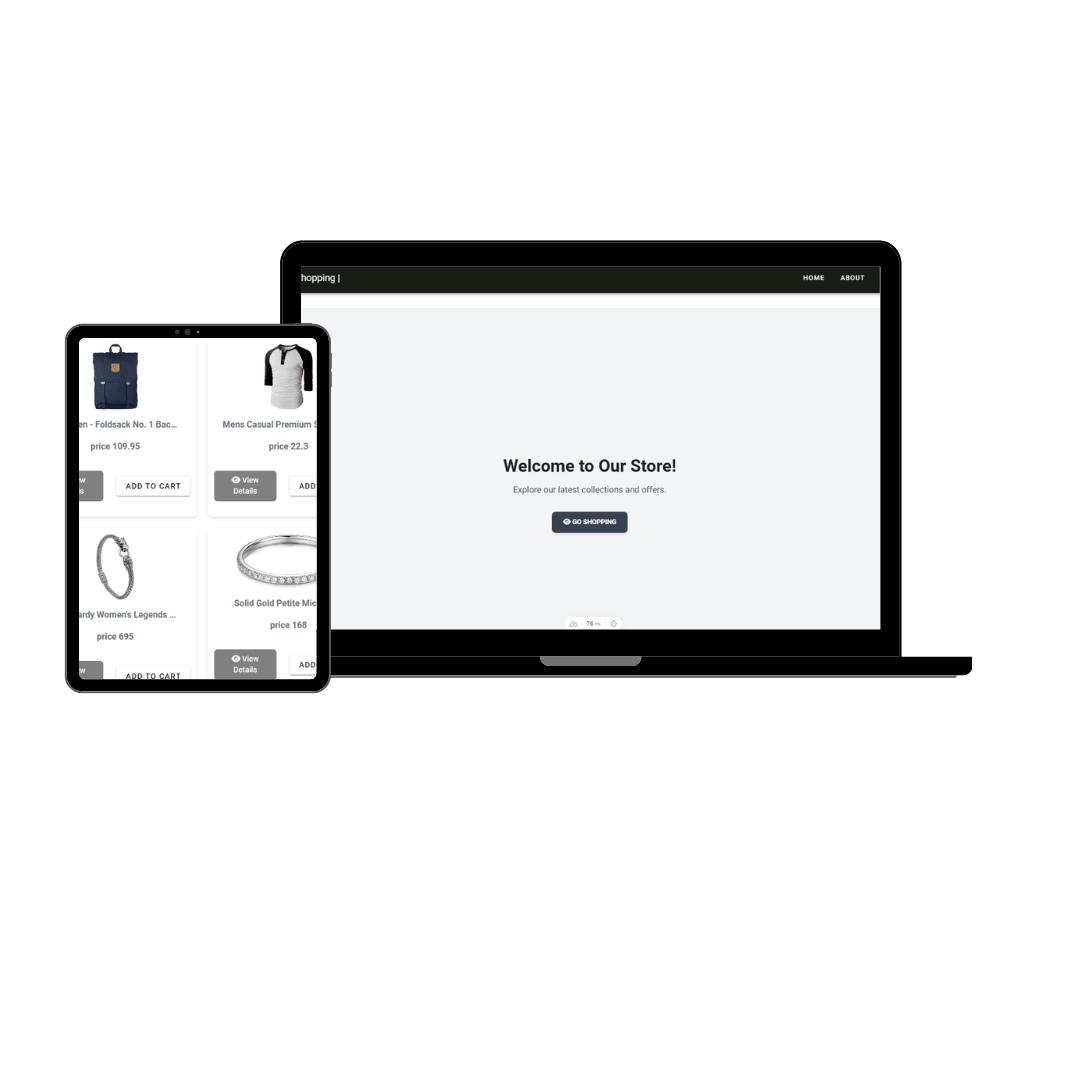 hopping |
HOME
ABOUT
Welcome to Our Store!
Explore our latest collections and offers.
GO SHOPPING
76
en - Foldsack No. 1 Bac...
price 109.95
ADD TO CART
Mens Casual Premium S
price 22.3
View
Details
ADD
ardy Women's Legends ...
price 695
ADD TO CART
Solid Gold Petite Mic
price 168
View
Details
ADD